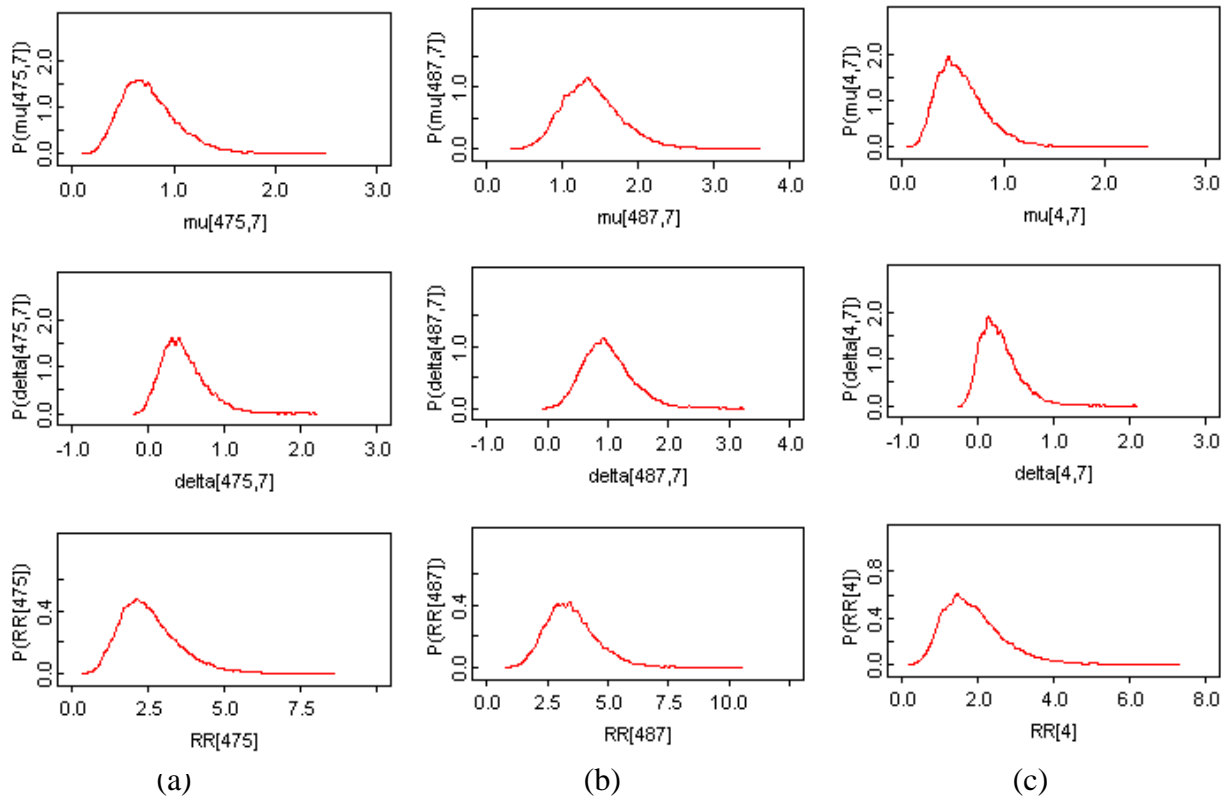 P(mu[475,7])
0.0 1.0 2.0
0.0 1.0 2.0 3.0
mu[475,7]
P(mu[487,7])
0.0 1.0
0.0 1.0 2.0 3.0 4.0
mu[487,7]
P(mu[4,7])
0.0 1.0 2.0
0.0 1.0 2.0 3.0
mu[4,7]
P(delta[475,7])
0.0 1.0 2.0
-1.0 0.0 1.0 2.0 3.0
delta[475,7]
P(delta[487,7])
0.0 1.0
-1.0 0.0 1.0 2.0 3.0 4.0
delta[487,7]
P(delta[4,7])
0.0 1.0 2.0
-1.0 0.0 1.0 2.0 3.0
delta[4,7]
P(RR[475])
0.0 0.4
0.0 2.5 5.0 7.5
RR[475]
P(RR[487])
0.0 0.4
0.0 2.5 5.0 7.5 10.0
RR[487]
P(RR[4])
0.0 0.4 0.8
0.0 2.0 4.0 6.0 8.0
RR[4]
(a) (b) (c)